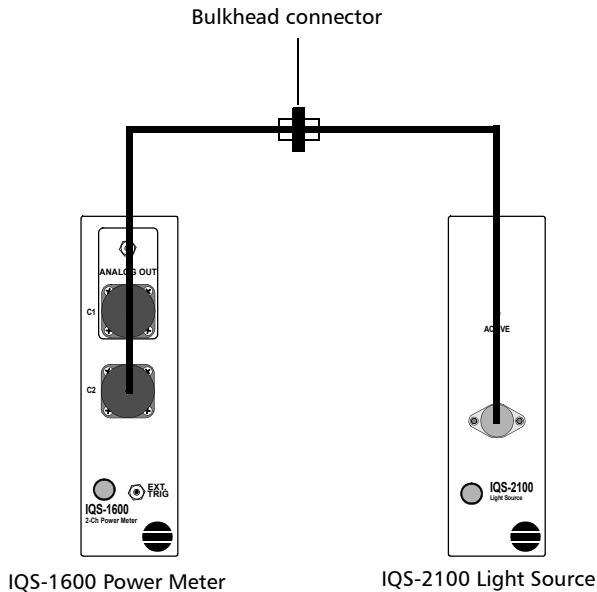 Bulkhead connector
ANALOG OUT
C1
C2
EXT.
TRIG
IQS-1600
2-Ch Power Meter
ACTIVE
IQS-2100
Light Source
IQS-1600 Power Meter
IQS-2100 Light Source